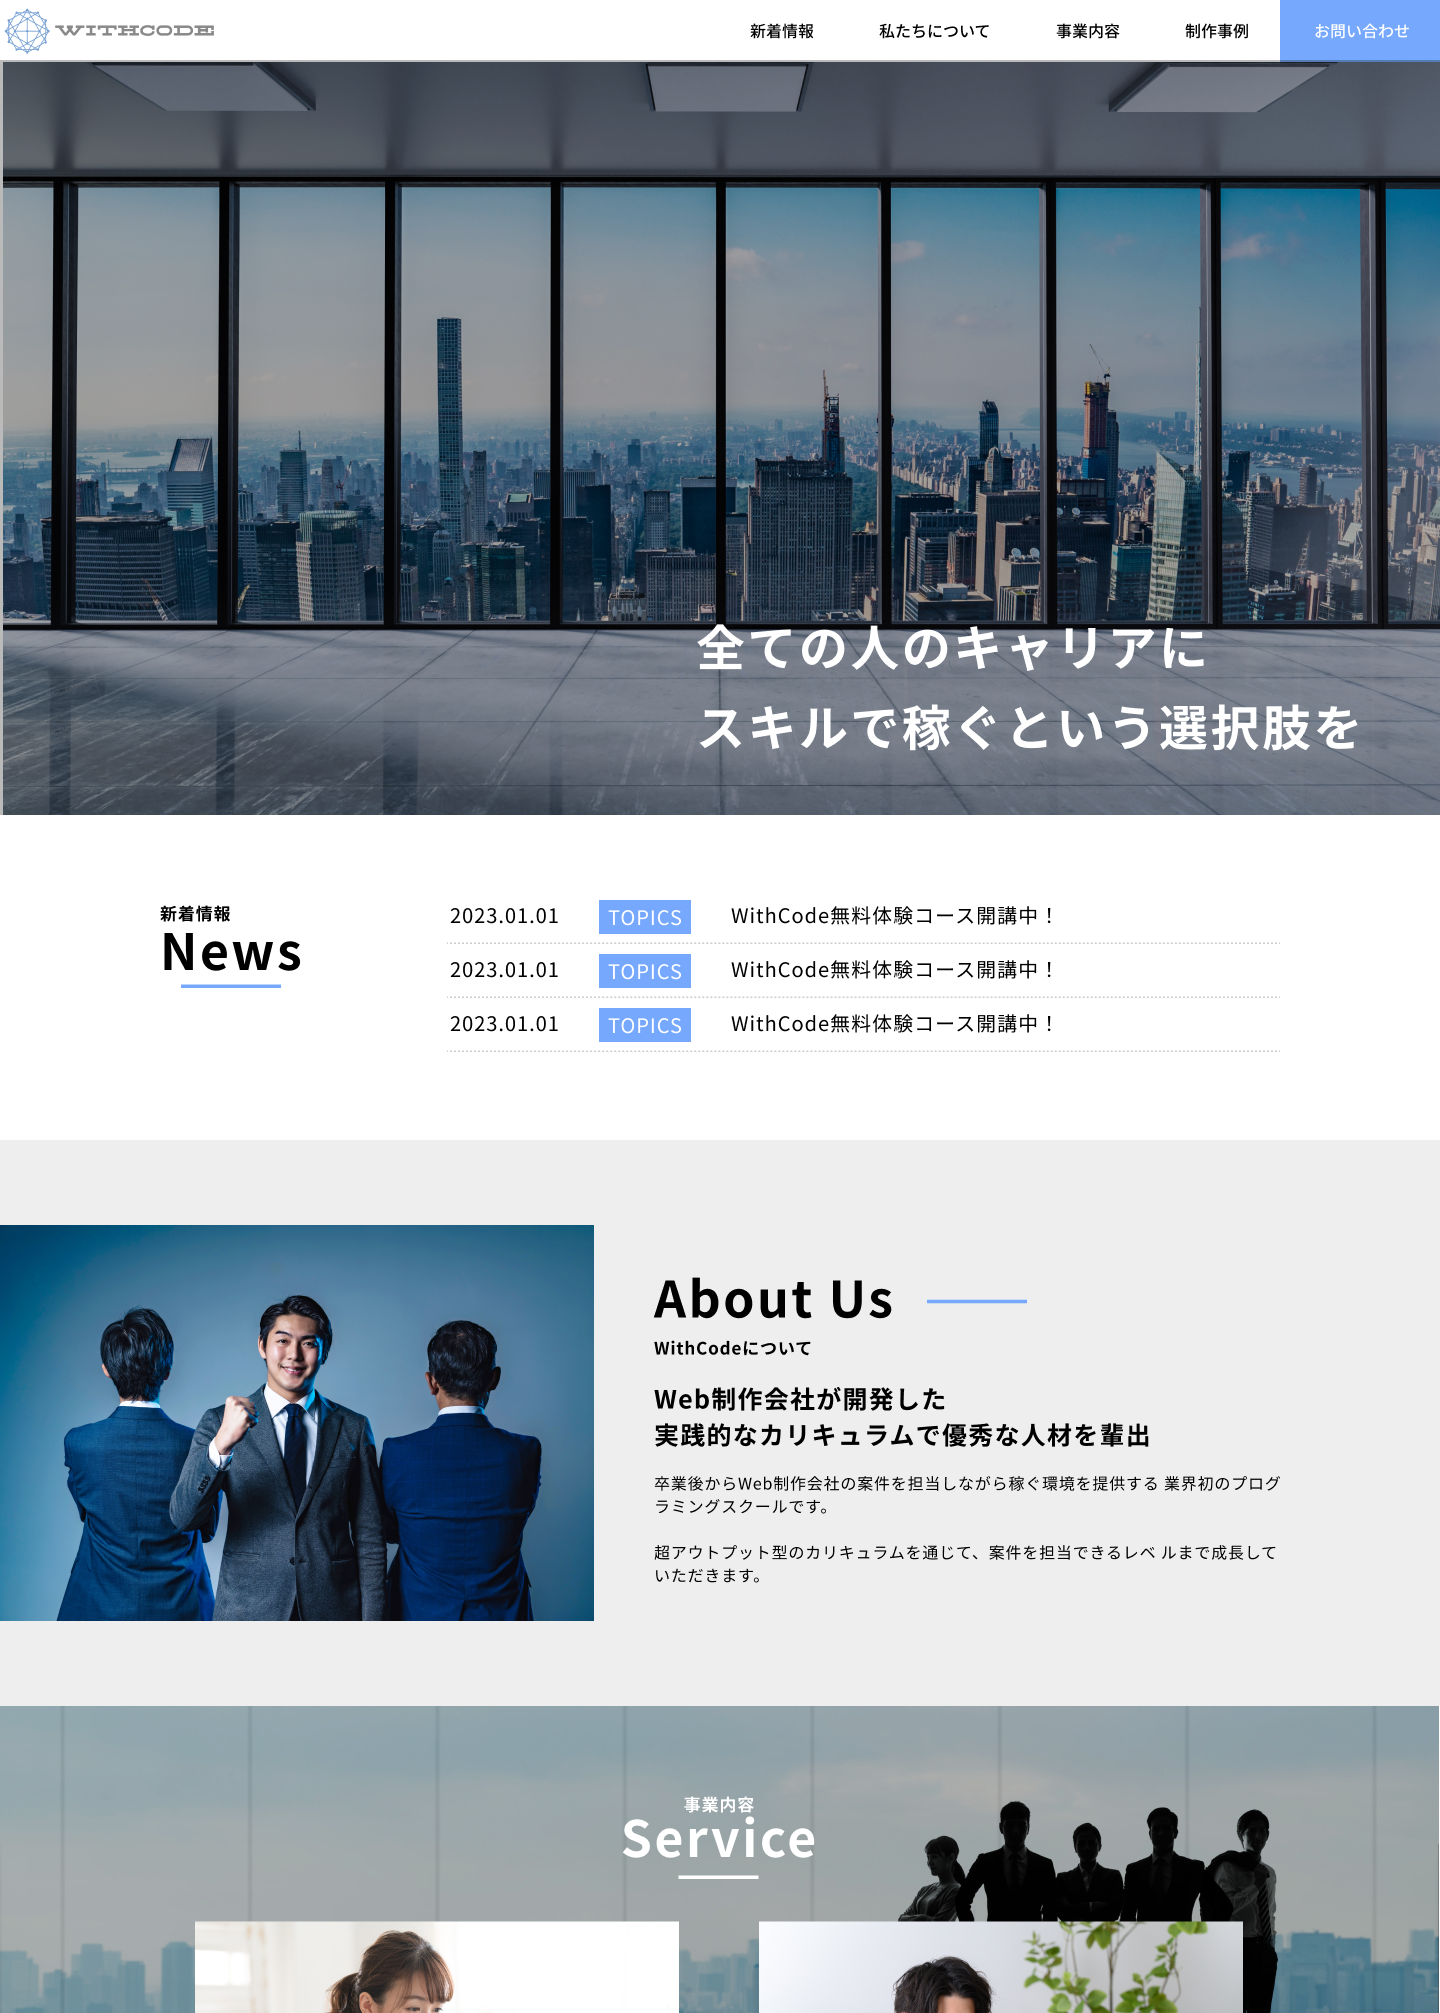 WITHCODE
新着情報
私たちについて
事業内容
制作事例
お問い合わせ
全ての人のキャリアに
スキルで稼ぐという選択肢を
新着情報
News
2023.01.01 TOPICS WithCode無料体験コース開講中！
2023.01.01 TOPICS WithCode無料体験コース開講中！
2023.01.01 TOPICS WithCode無料体験コース開講中！
About Us
WithCodeについて
Web制作会社が開発した
実践的なカリキュラムで優秀な人材を輩出
卒業後からWeb制作会社の案件を担当しながら稼ぐ環境を提供する 業界初のプログ
ラミングスクールです。
超アウトプット型のカリキュラムを通じて、案件を担当できるレベ ルまで成長して
いただきます。
事業内容
Service